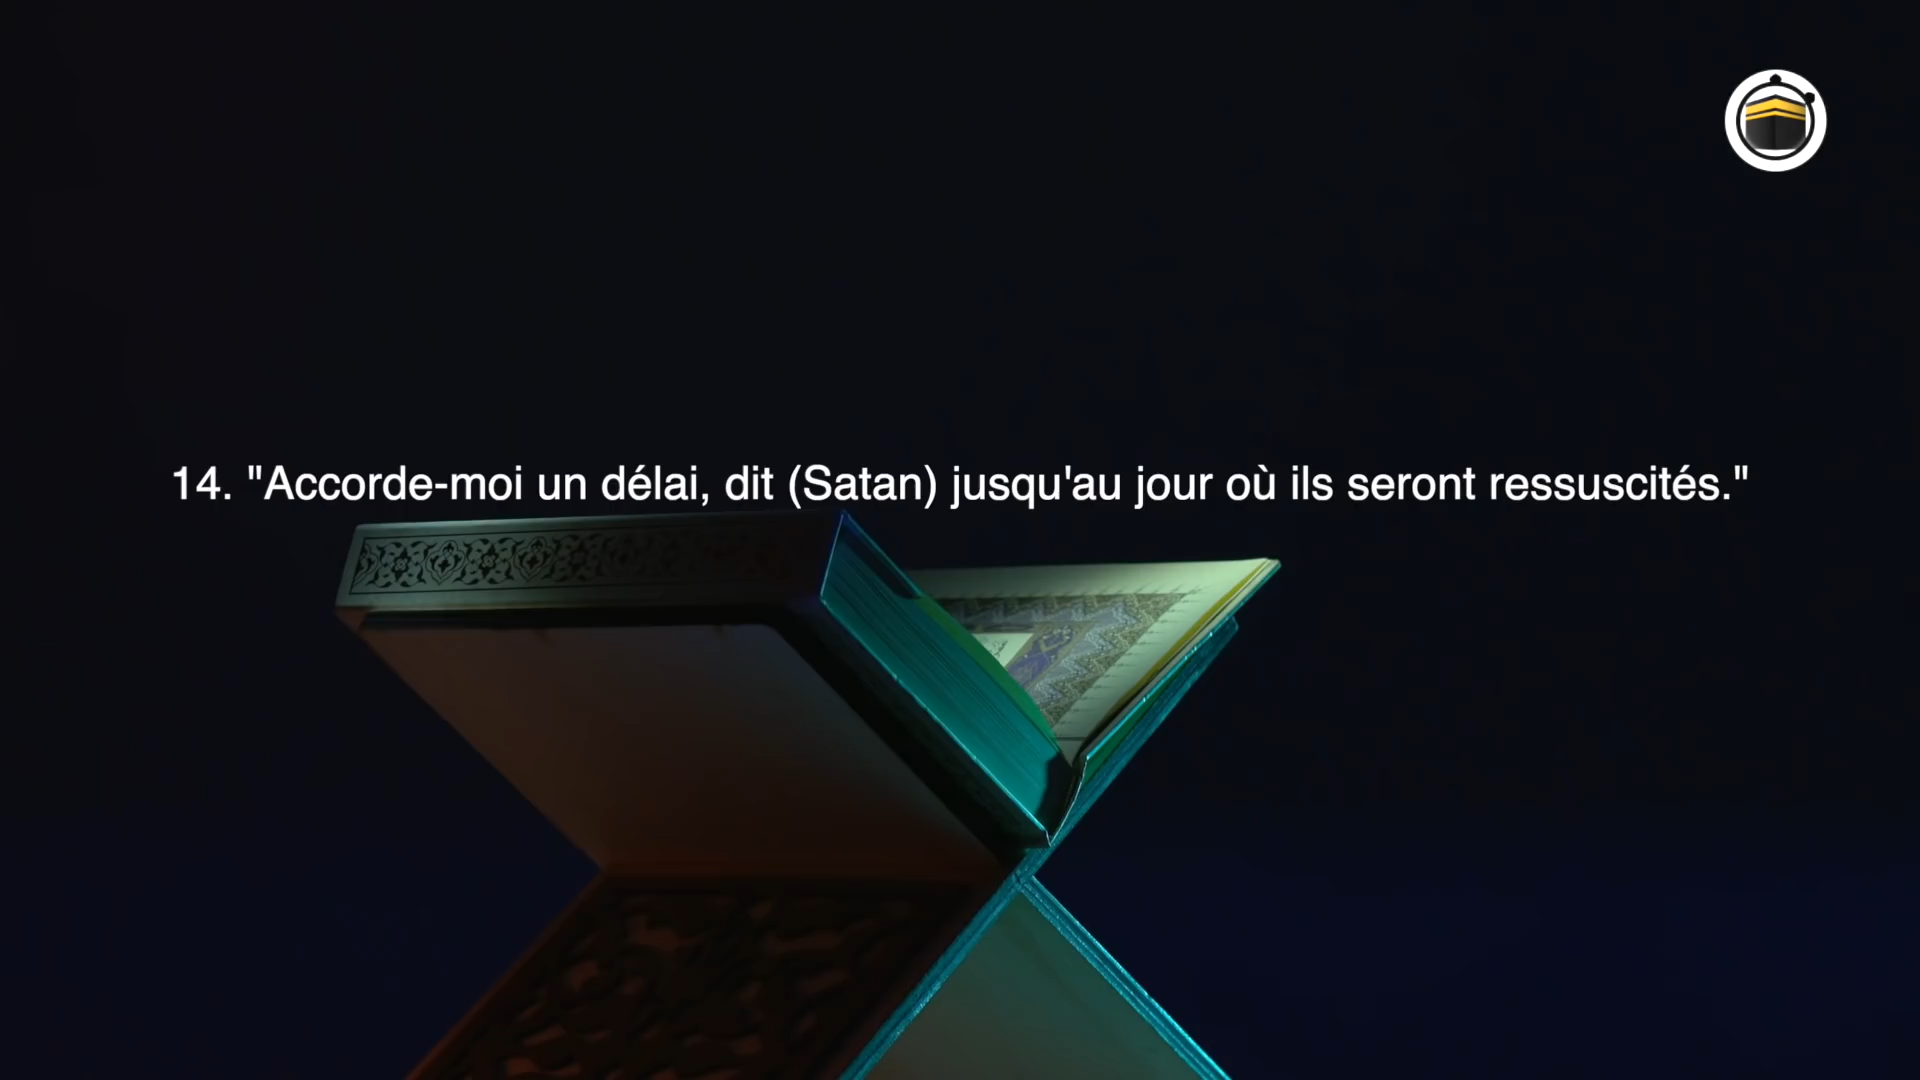 14. "Accorde-moi un délai, dit (Satan) jusqu'au jour où ils seront ressuscités."